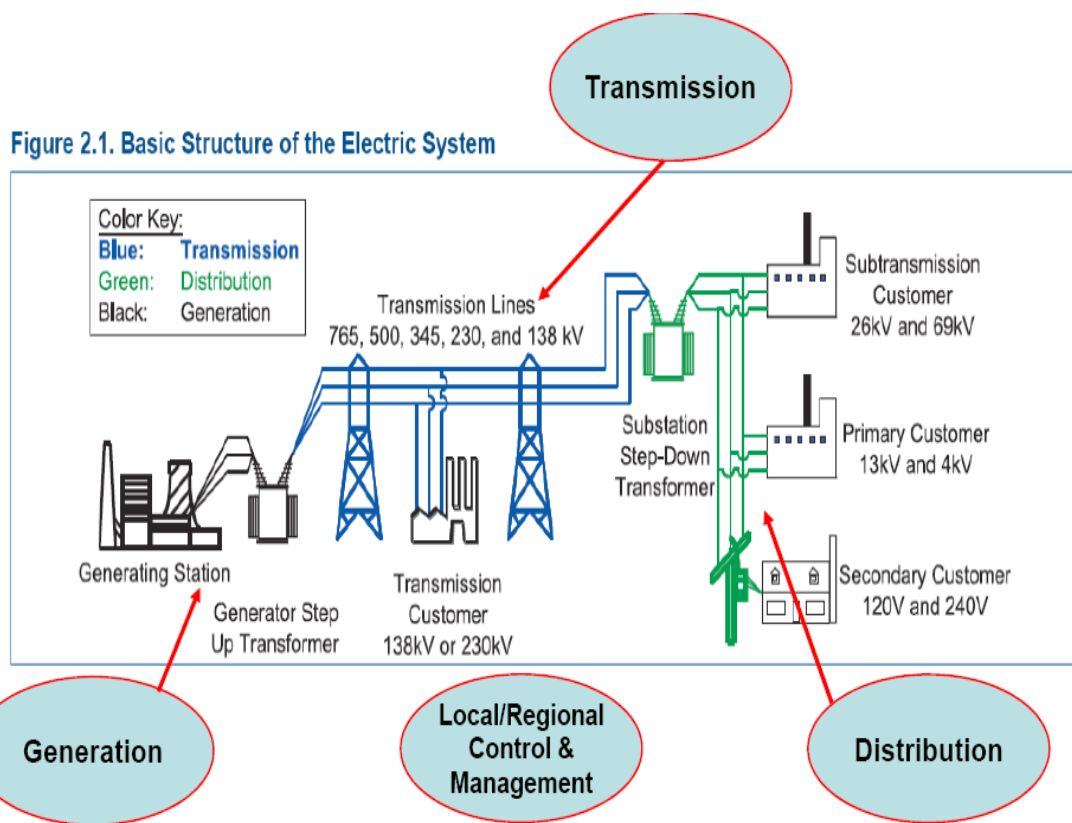 Transmission
Figure 2.1. Basic Structure of the Electric System
Color Key:
Blue: Transmission
Green: Distribution
Black: Generation
Transmission Lines
765, 500, 345, 230, and 138 kV
Subtransmission
Customer
26kV and 69kV
Substation
Step-Down
Transformer
Primary Customer
13kV and 4kV
Generating Station
Generator Step
Up Transformer
Transmission
Customer
138kV or 230kV
Secondary Customer
120V and 240V
Generation
Local/Regional
Control &
Management
Distribution